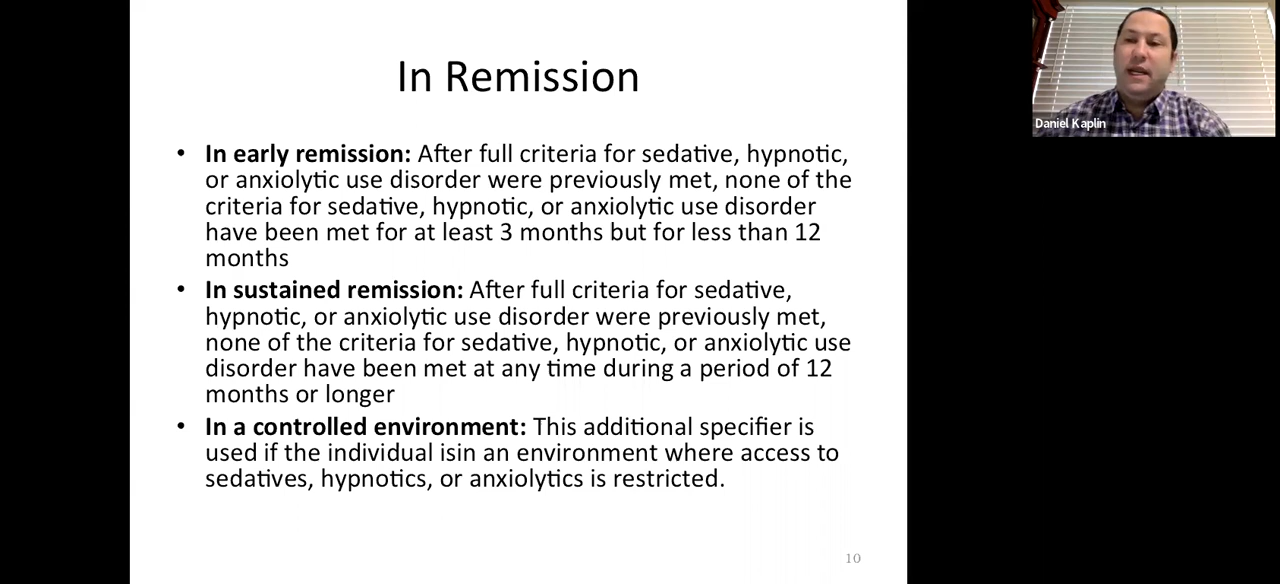 In Remission
• In early remission: After full criteria for sedative, hypnotic,
or anxiolytic use disorder were previously met, none of the
criteria for sedative, hypnotic, or anxiolytic use disorder
have been met for at least 3 months but for less than 12
months
• In sustained remission: After full criteria for sedative,
hypnotic, or anxiolytic use disorder were previously met,
none of the criteria for sedative, hypnotic, or anxiolytic use
disorder have been met at any time during a period of 12
months or longer
• In a controlled environment: This additional specifier is
used if the individual isin an environment where access to
sedatives, hypnotics, or anxiolytics is restricted.
10
Daniel Kaplin